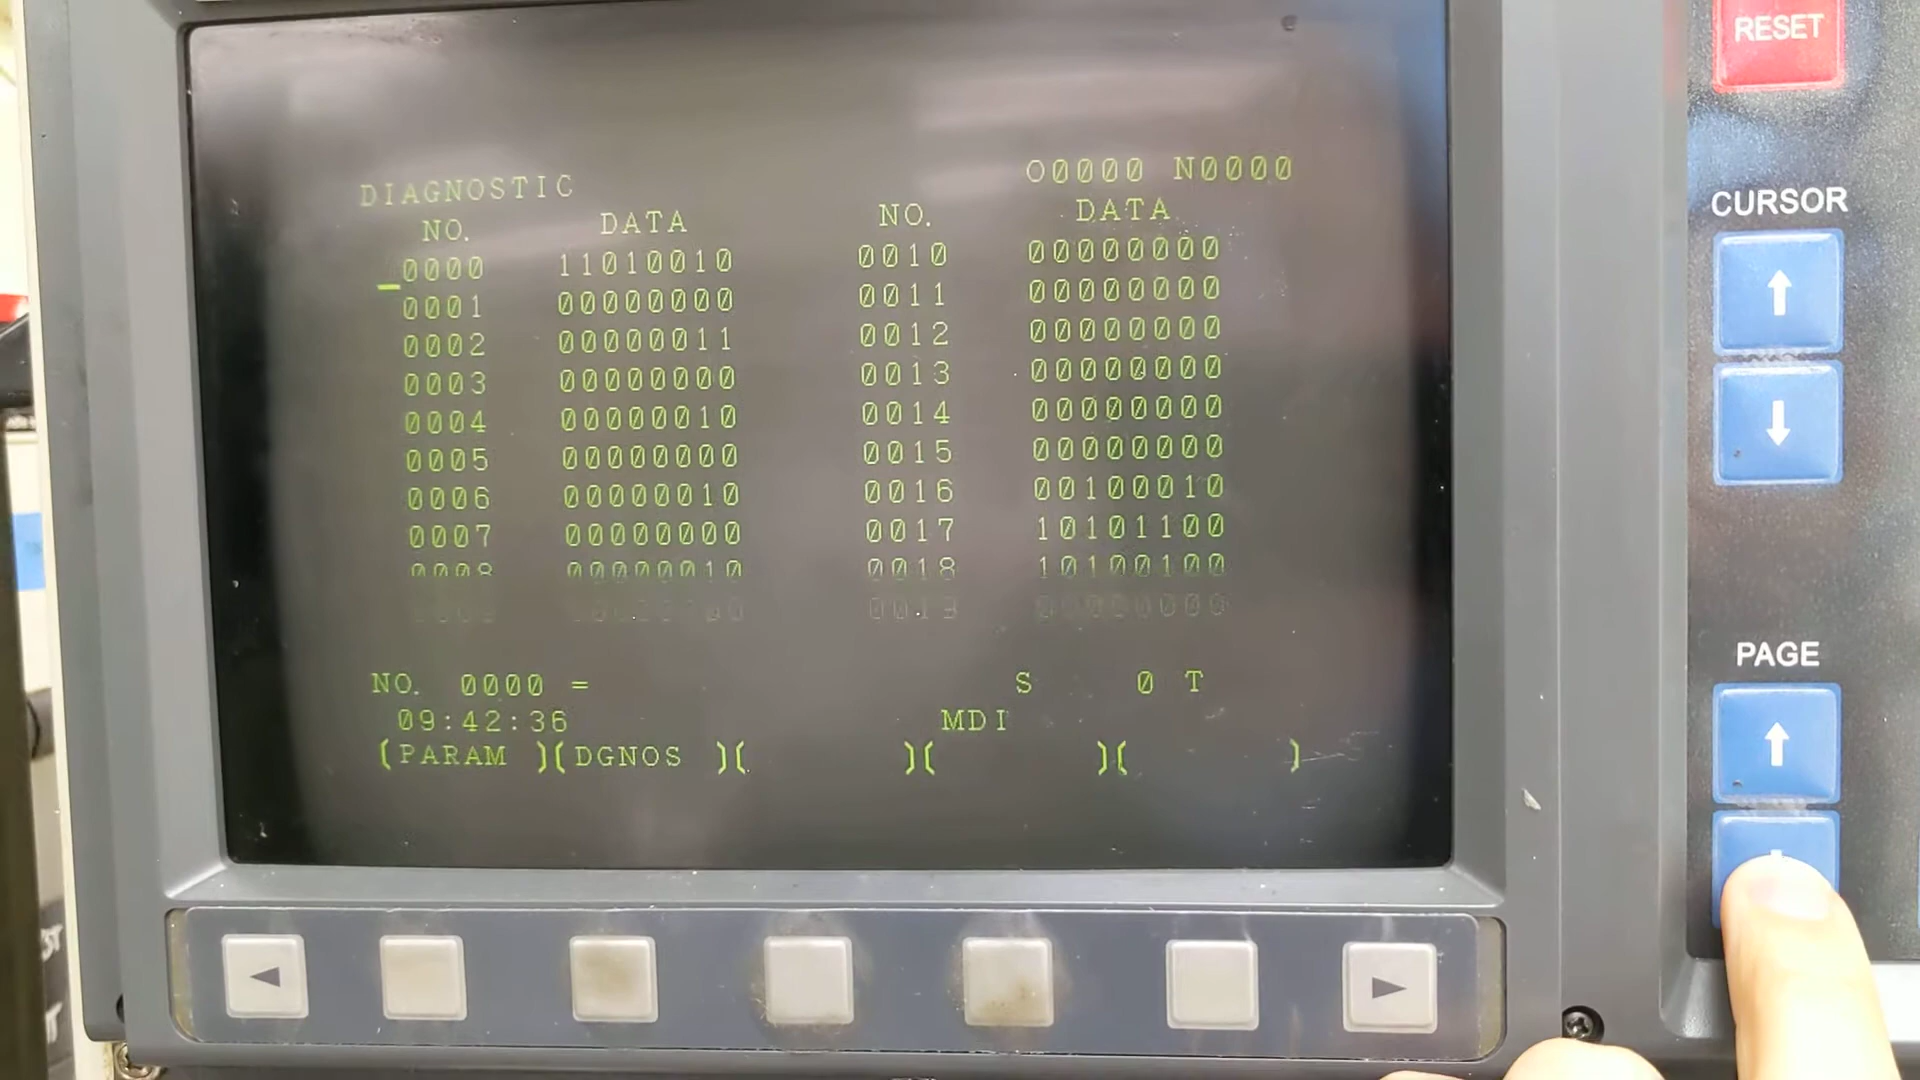 RESET
O0000 N0000
DIAGNOSTIC
NO. DATA NO. DATA
0000 11010010 0010 00000000
0001 00000000 0011 00000000
0002 00000011 0012 00000000
0003 00000000 0013 00000000
0004 00000010 0014 00000000
0005 00000000 0015 00000000
0006 00000010 0016 00100010
0007 00000000 0017 10101100
0008 00000010 0018 10100100
NO. 0000 = S 0 T
09:42:36 MDI
(PARAM )(DGNOS )( )( )( )
CURSOR
↑
↓
PAGE
↑
◄ ►